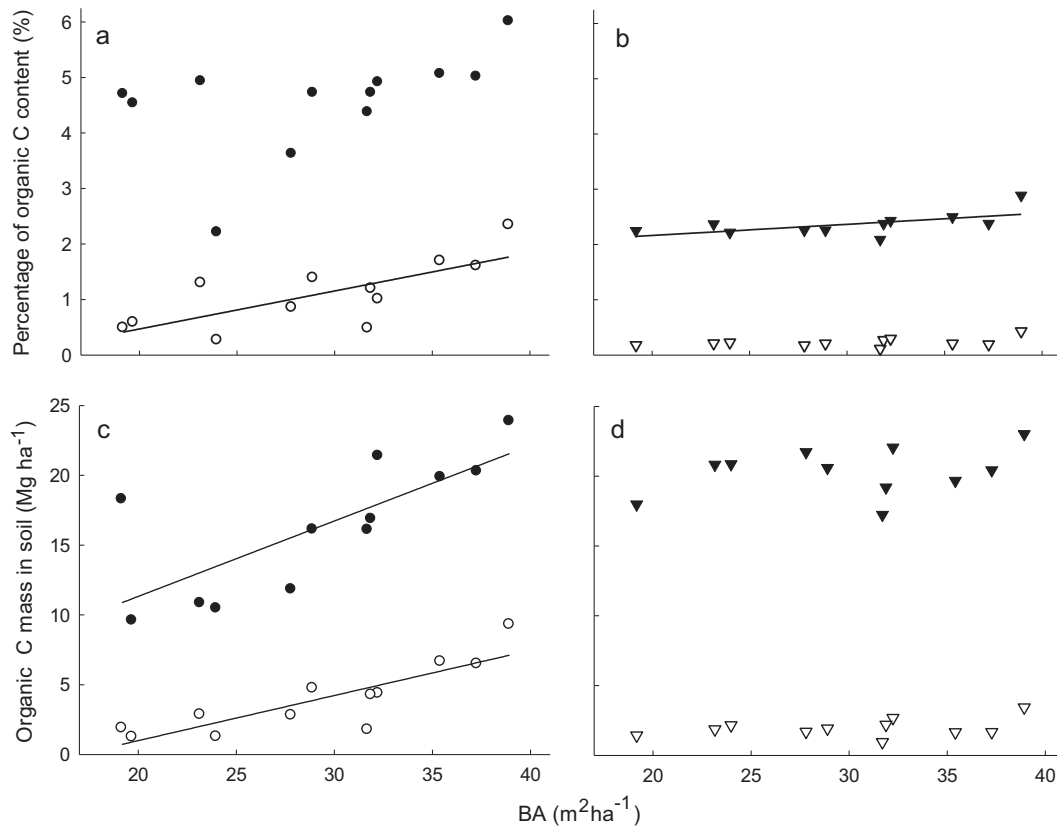 a
b
6
5
4
3
2
1
0
Percentage of organic C content (%)
c
d
25
20
15
10
5
0
Organic C mass in soil (Mg ha⁻¹)
20 25 30 35 40
20 25 30 35 40
BA (m²ha⁻¹)